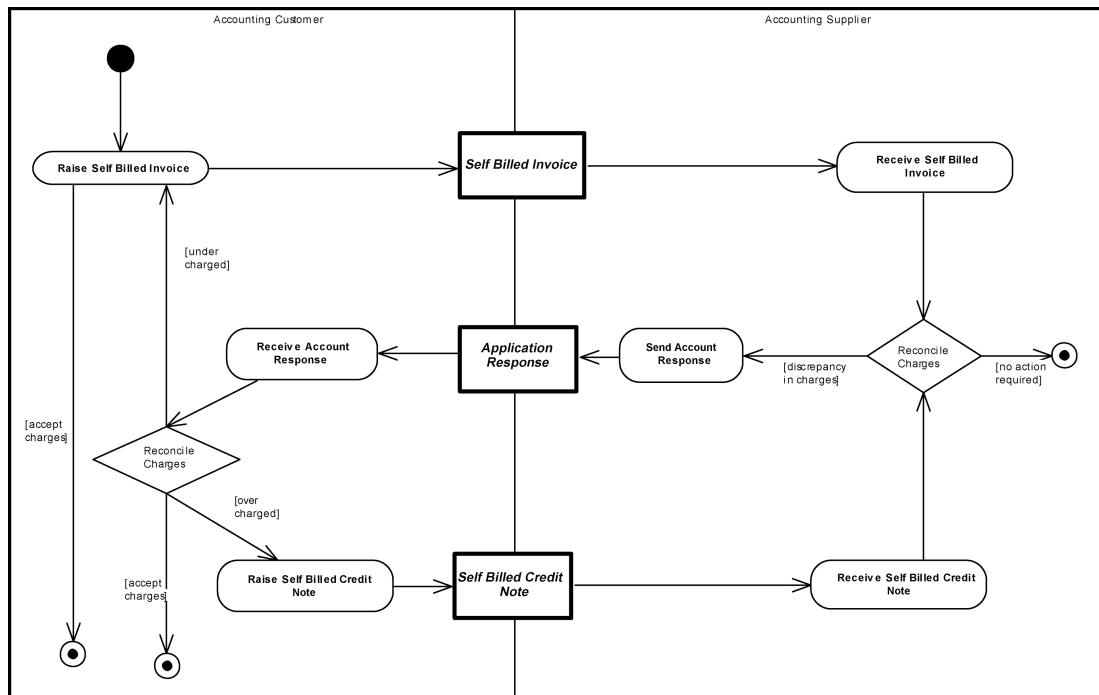 Accounting Customer
Accounting Supplier
Raise Self Billed Invoice
Self Billed Invoice
Receive Self Billed
Invoice
[under
charged]
Receive Account
Response
Application
Response
Send Account
Response
Reconcile
Charges
[discrepancy
in charges]
[no action
required]
[accept
charges]
Reconcile
Charges
[over
charged]
[accept
charges]
Raise Self Billed Credit
Note
Self Billed Credit
Note
Receive Self Billed Credit
Note